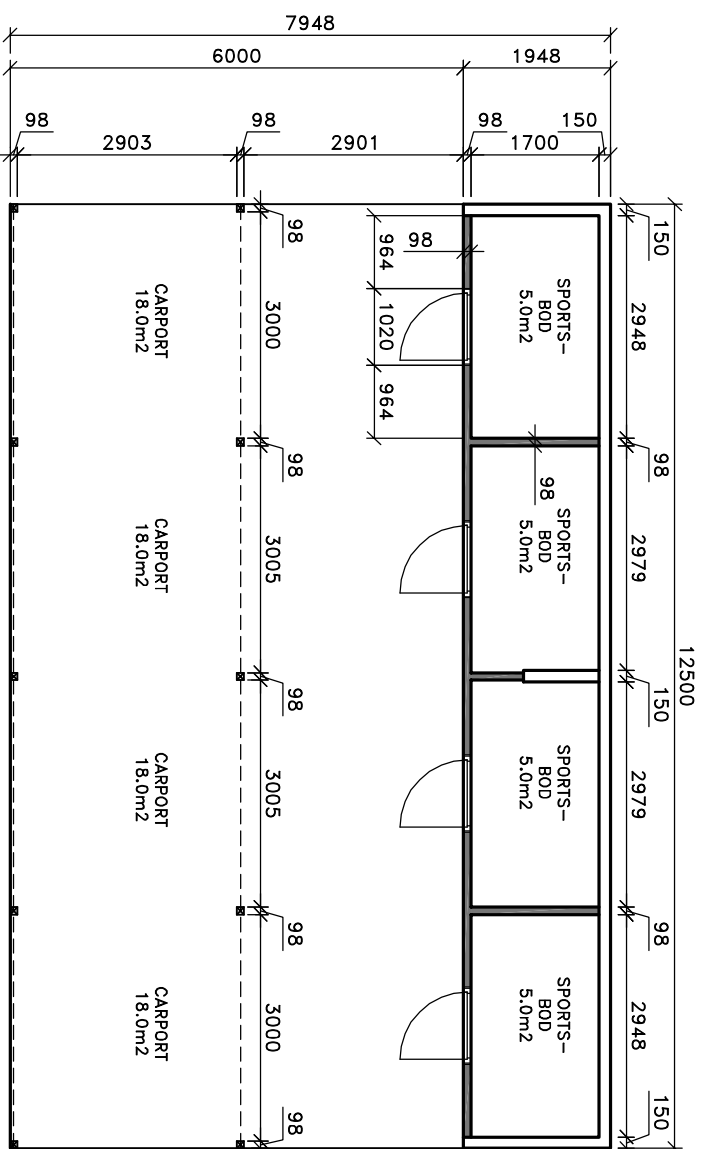 7948
6000
1948
98
2903
98
2901
98
1700
150
150
2948
98
2979
150
2979
98
2948
150
12500
98
3000
98
3005
98
3005
98
3000
98
964
1020
964
98
98
SPORTS-
BOD
5.0m2
SPORTS-
BOD
5.0m2
SPORTS-
BOD
5.0m2
SPORTS-
BOD
5.0m2
CARPORT
18.0m2
CARPORT
18.0m2
CARPORT
18.0m2
CARPORT
18.0m2